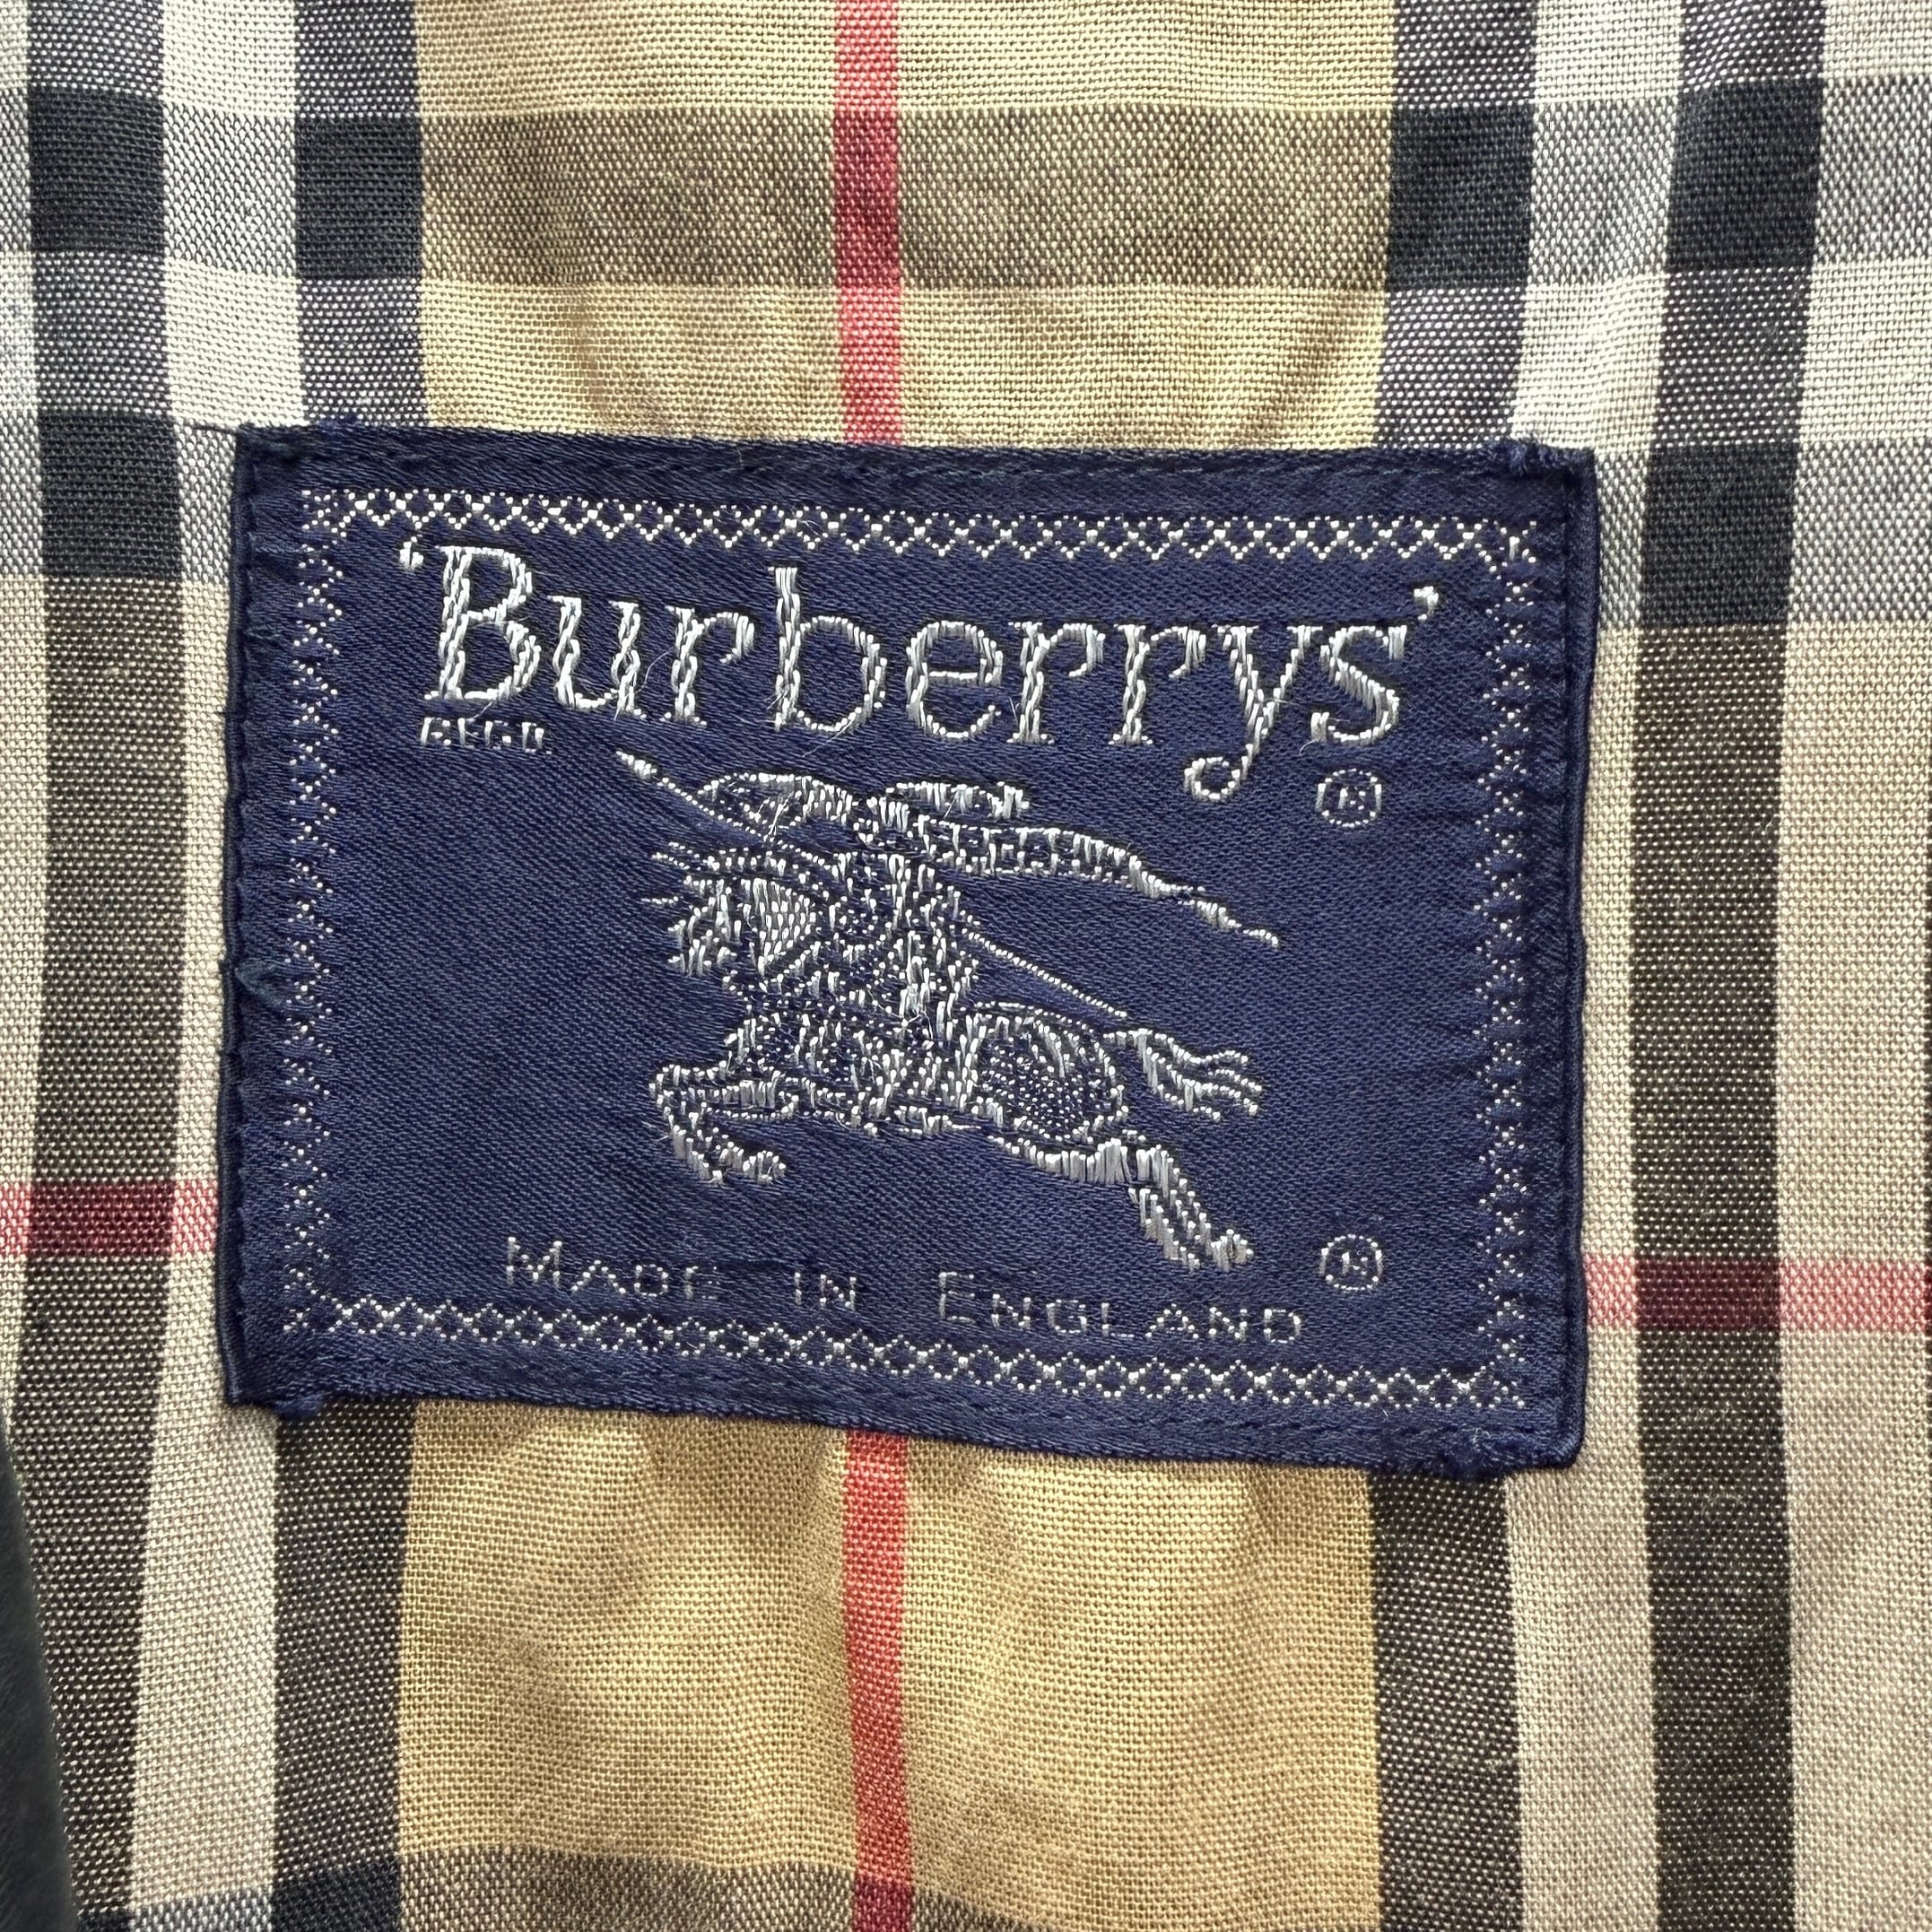 'Burberrys'
REGD.
®
MADE IN ENGLAND ®